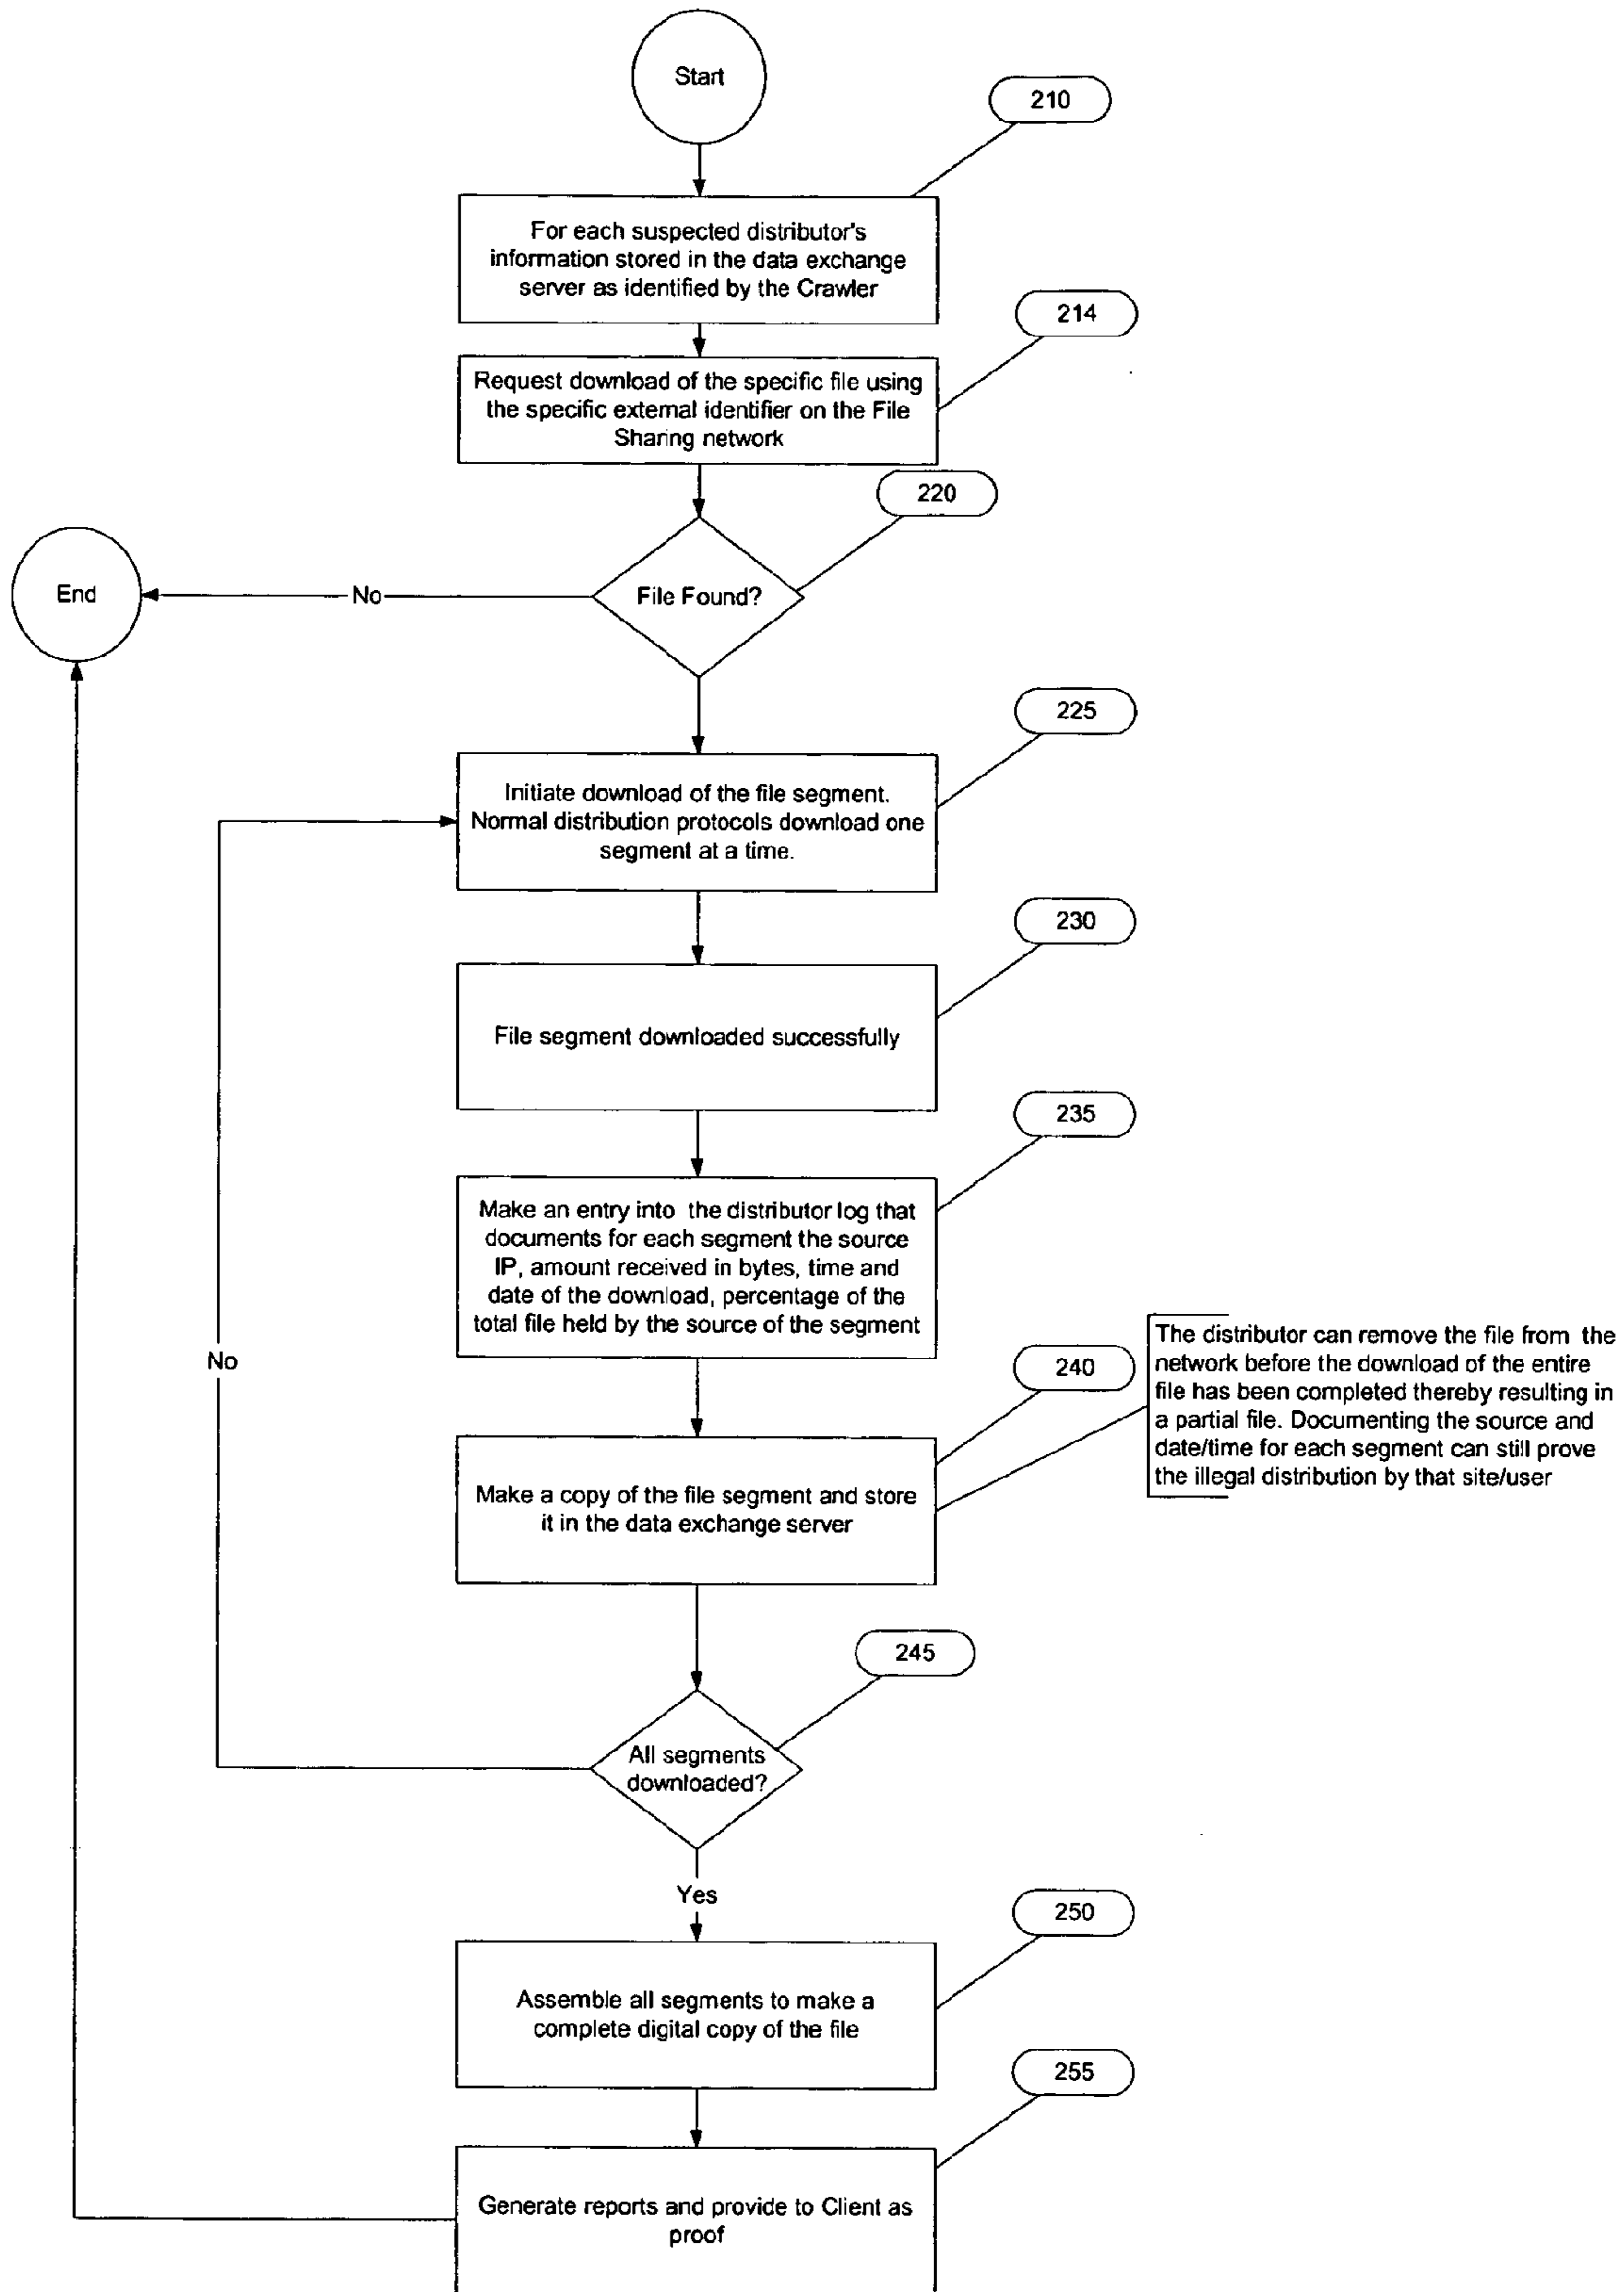 Start
210
For each suspected distributor's
information stored in the data exchange
server as identified by the Crawler
214
Request download of the specific file using
the specific external identifier on the File
Sharing network
220
File Found?
No
End
225
Initiate download of the file segment.
Normal distribution protocols download one
segment at a time.
230
File segment downloaded successfully
235
Make an entry into the distributor log that
documents for each segment the source
IP, amount received in bytes, time and
date of the download, percentage of the
total file held by the source of the segment
240
The distributor can remove the file from the
network before the download of the entire
file has been completed thereby resulting in
a partial file. Documenting the source and
date/time for each segment can still prove
the illegal distribution by that site/user
Make a copy of the file segment and store
it in the data exchange server
No
245
All segments
downloaded?
Yes
250
Assemble all segments to make a
complete digital copy of the file
255
Generate reports and provide to Client as
proof